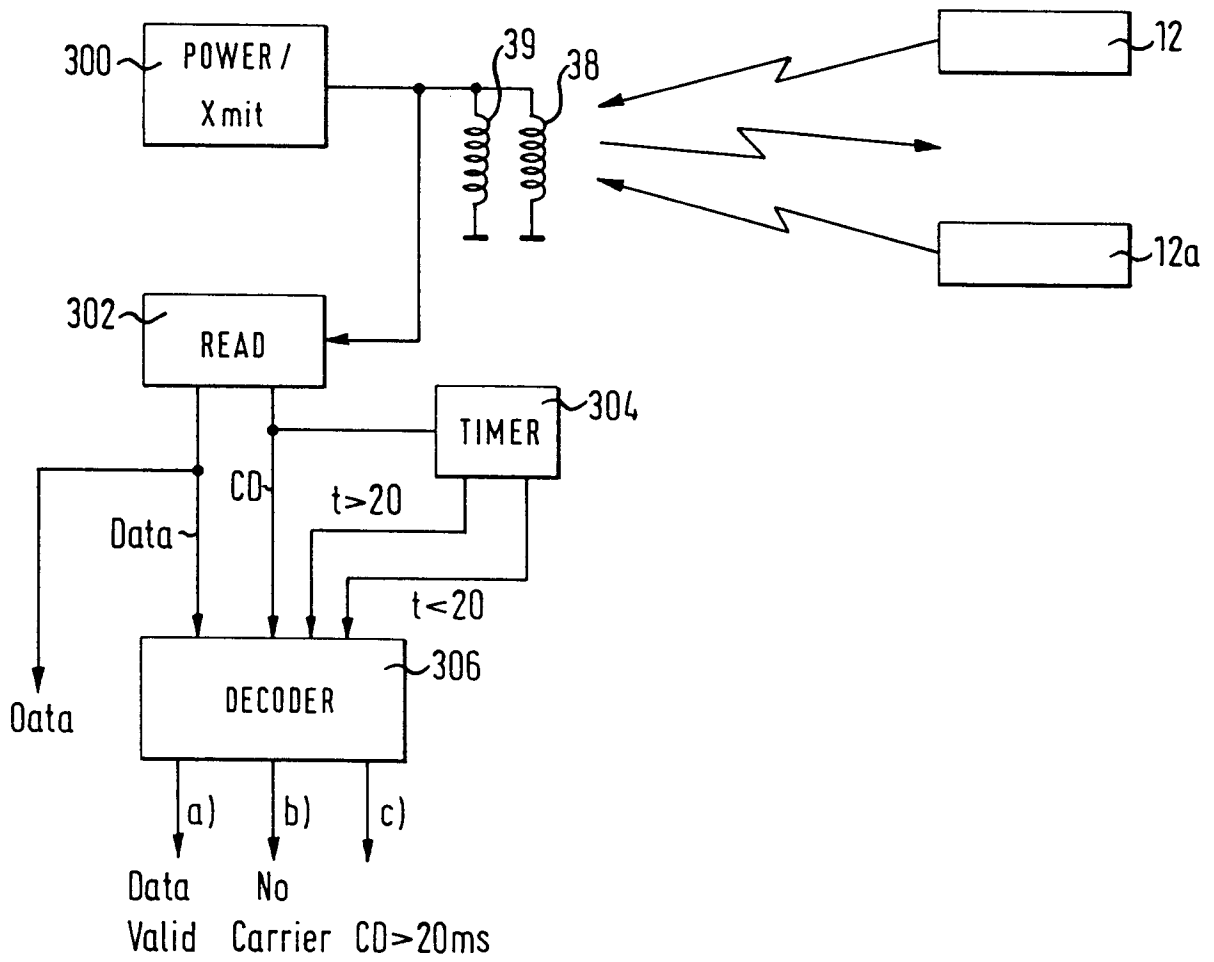 300
POWER /
Xmit
39
38
12
12a
302
READ
304
TIMER
CD
t>20
Data
t<20
306
DECODER
Data
a)
b)
c)
Data
Valid
No
Carrier
CD>20ms